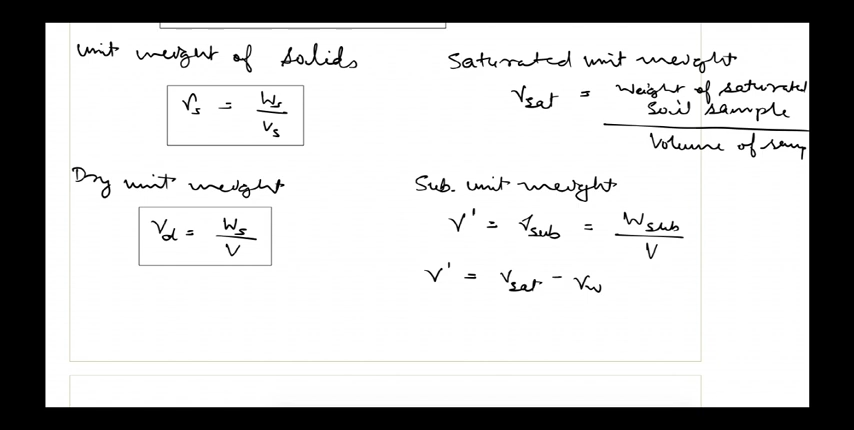 Unit weight of solids
γs = Ws / Vs
Dry unit weight
γd = Ws / V
Saturated unit weight
γsat = Weight of saturated
soil sample
Volume of samp
Sub. unit weight
γ' = γsub = Wsub / V
γ' = γsat - γw